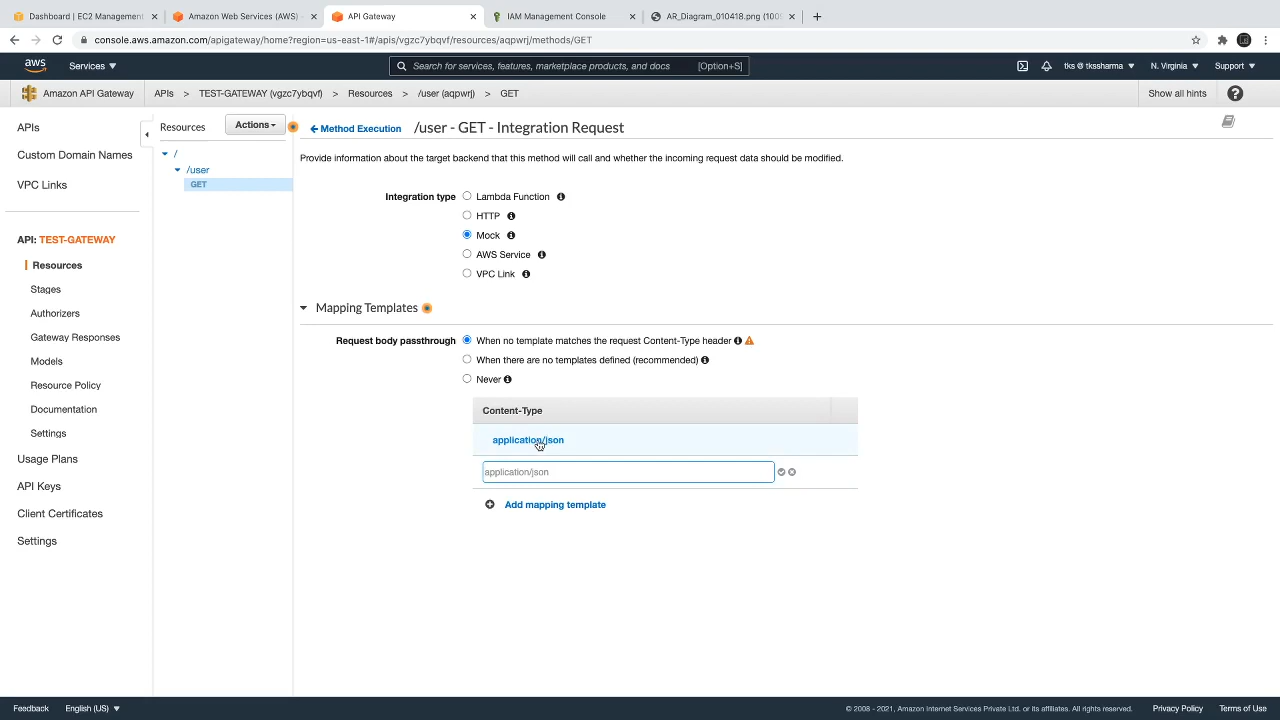 Dashboard | EC2 Management
Amazon Web Services (AWS) -
API Gateway
IAM Management Console
AR_Diagram_010418.png (100
console.aws.amazon.com/apigateway/home?region=us-east-1#/apis/vgzc7ybqvf/resources/aqpwrj/methods/GET
aws
Services
Search for services, features, marketplace products, and docs
[Option+S]
tks @ tkssharma
N. Virginia
Support
Amazon API Gateway
APIs > TEST-GATEWAY (vgzc7ybqvf) > Resources > /user (aqpwrj) > GET
Show all hints
APIs
Custom Domain Names
VPC Links
API: TEST-GATEWAY
Resources
Stages
Authorizers
Gateway Responses
Models
Resource Policy
Documentation
Settings
Usage Plans
API Keys
Client Certificates
Settings
Resources
Actions
/
/user
GET
Method Execution
/user - GET - Integration Request
Provide information about the target backend that this method will call and whether the incoming request data should be modified.
Integration type
Lambda Function
HTTP
Mock
AWS Service
VPC Link
Mapping Templates
Request body passthrough
When no template matches the request Content-Type header
When there are no templates defined (recommended)
Never
Content-Type
application/json
application/json
Add mapping template
Feedback
English (US)
© 2008 - 2021, Amazon Internet Services Private Ltd. or its affiliates. All rights reserved.
Privacy Policy
Terms of Use